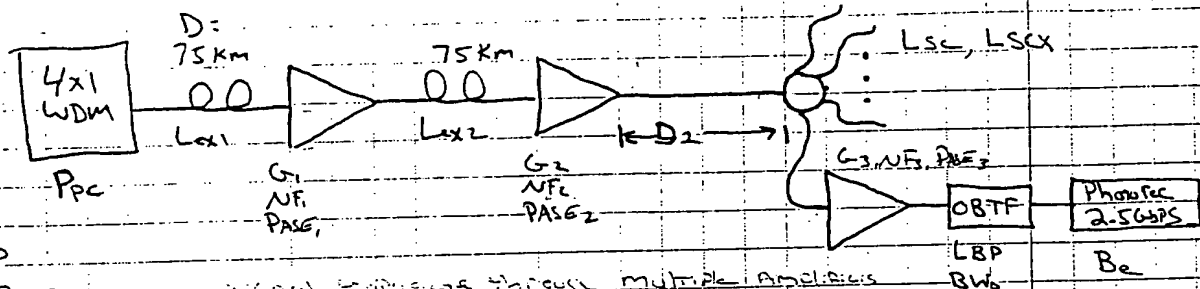 D:
75 Km
75 Km
LSC, LSCX
4x1
WDM
Lex1
Lex2
D2
PPC
G1
NF1
PASE1
G2
NF2
PASE2
G3, NF3, PASE3
OBTF
LBP
BWo
PhotoRec
2.5GbPS
Be
through Multiple Amplifiers